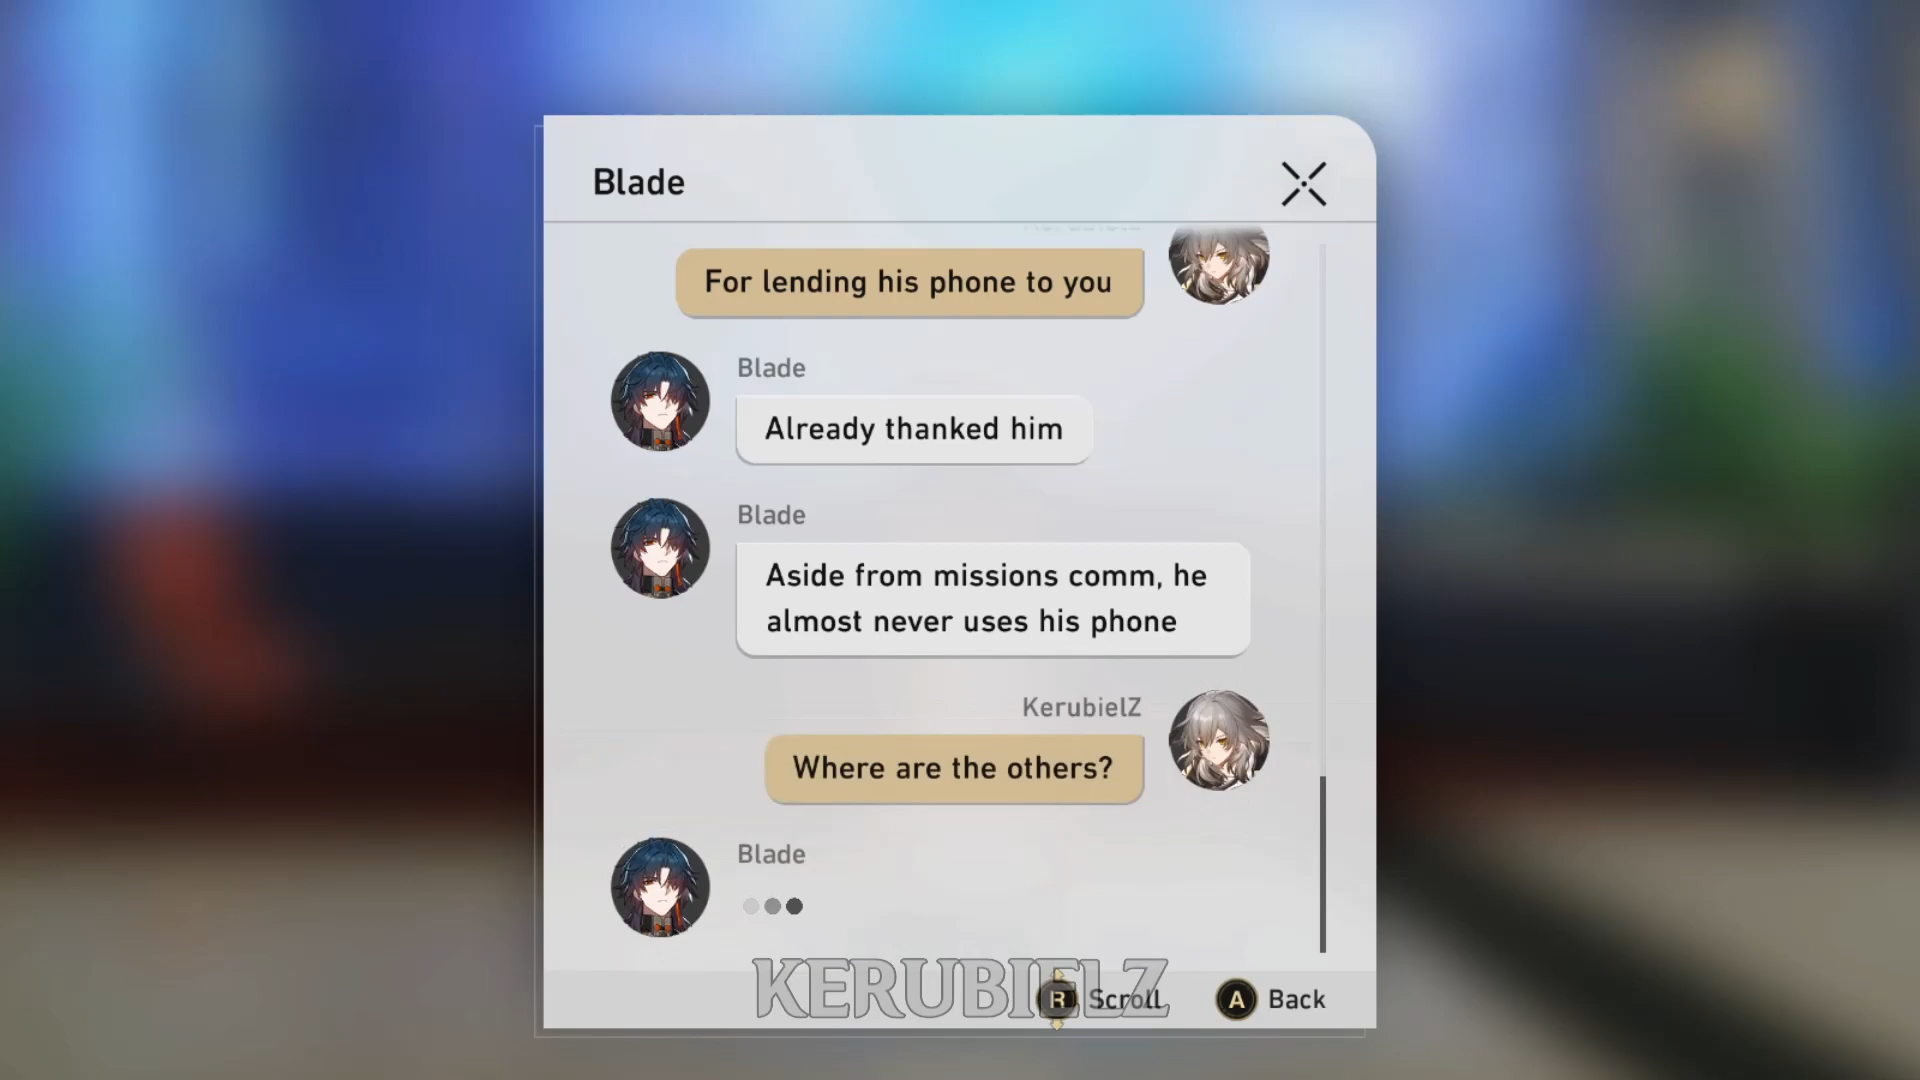 Blade
For lending his phone to you
Blade
Already thanked him
Blade
Aside from missions comm, he
almost never uses his phone
KerubielZ
Where are the others?
Blade
KERUBIELZ
R Scroll
A Back